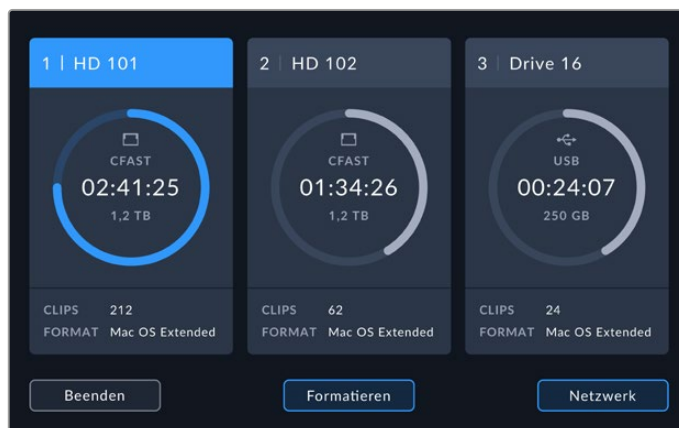 1 | HD 101
CFAST
02:41:25
1,2 TB
CLIPS 212
FORMAT Mac OS Extended
2 | HD 102
CFAST
01:34:26
1,2 TB
CLIPS 62
FORMAT Mac OS Extended
3 | Drive 16
USB
00:24:07
250 GB
CLIPS 24
FORMAT Mac OS Extended
Beenden
Formatieren
Netzwerk